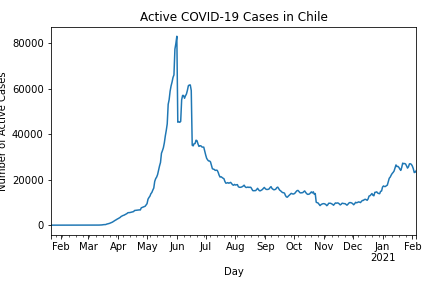 Active COVID-19 Cases in Chile
Number of Active Cases
80000
60000
40000
20000
0
Feb Mar Apr May Jun Jul Aug Sep Oct Nov Dec Jan Feb
2021
Day